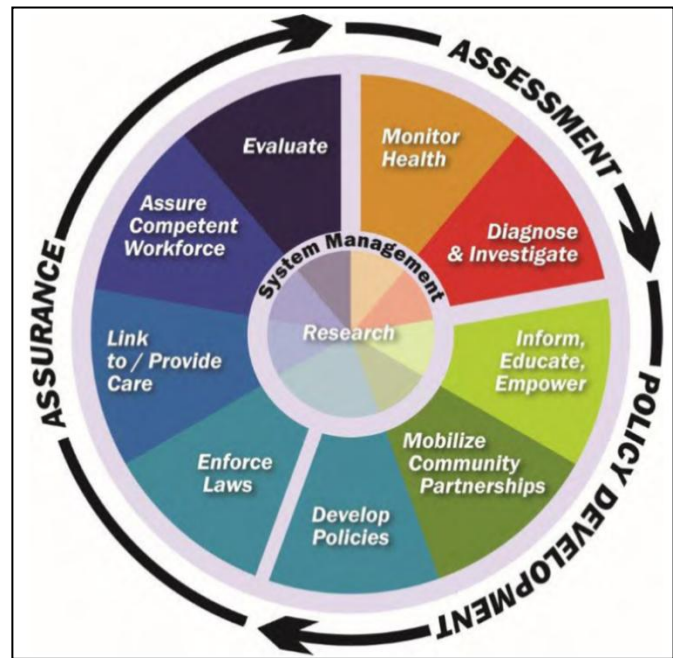 ASSESSMENT
Monitor
Health
Diagnose
& Investigate
POLICY DEVELOPMENT
Inform,
Educate,
Empower
Mobilize
Community
Partnerships
Develop
Policies
ASSURANCE
Enforce
Laws
Link
to / Provide
Care
Assure
Competent
Workforce
Evaluate
System Management
Research